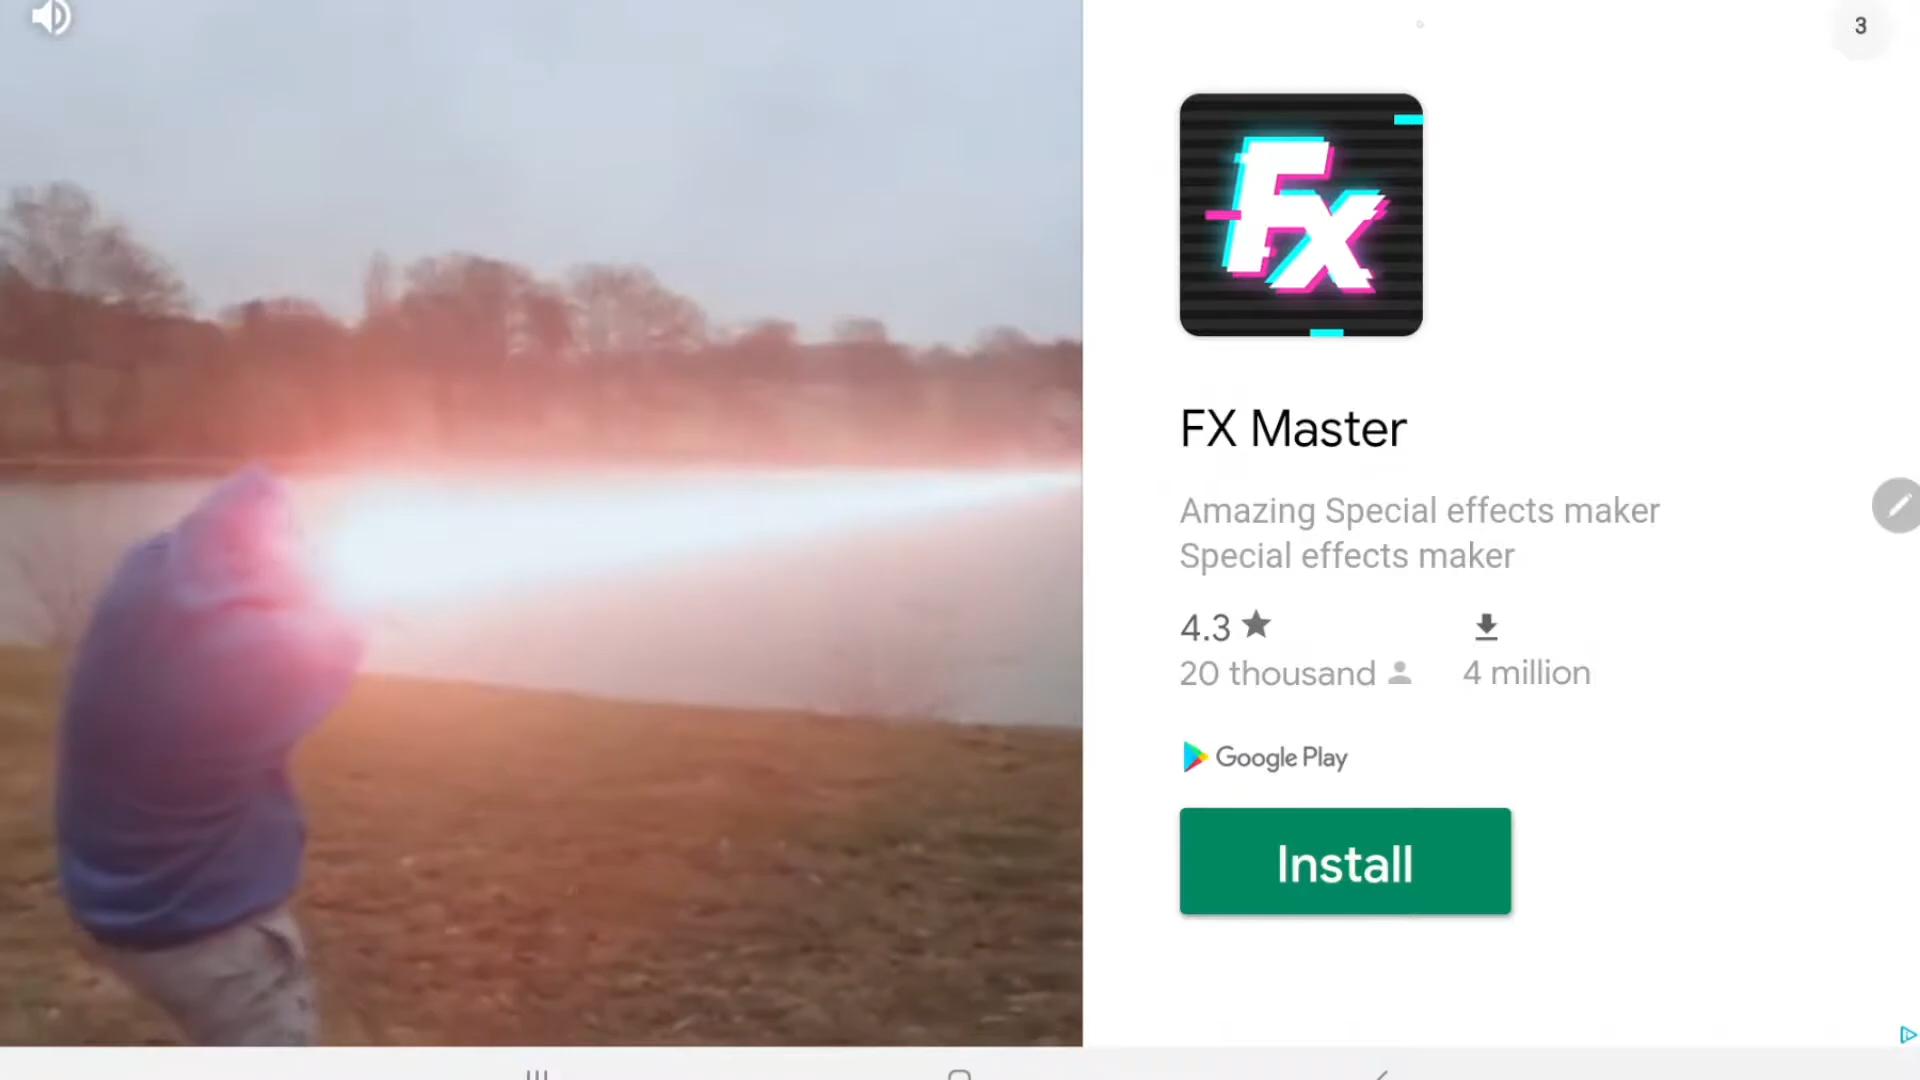 3
Fx
FX Master
Amazing Special effects maker
Special effects maker
4.3
20 thousand
4 million
Google Play
Install